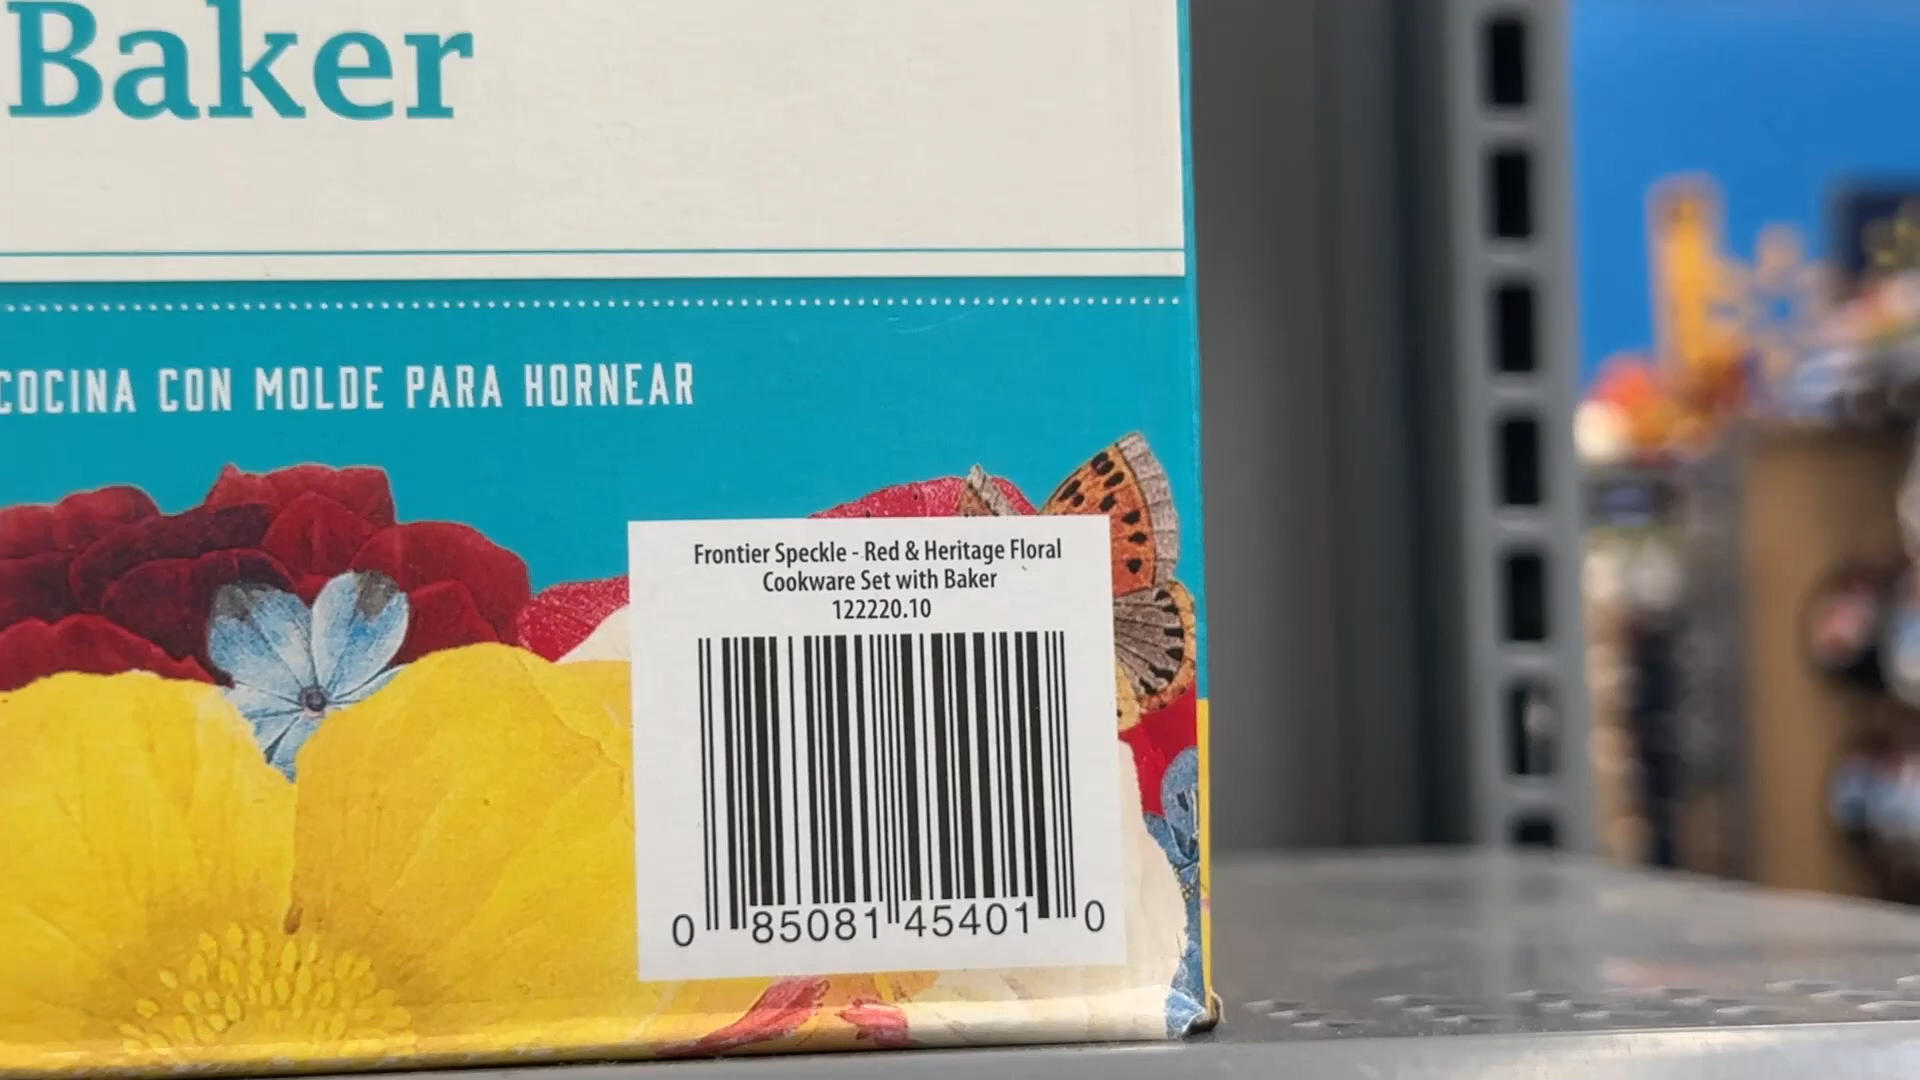 Baker
COCINA CON MOLDE PARA HORNEAR
Frontier Speckle - Red & Heritage Floral
Cookware Set with Baker
122220.10
0 85081 45401 0